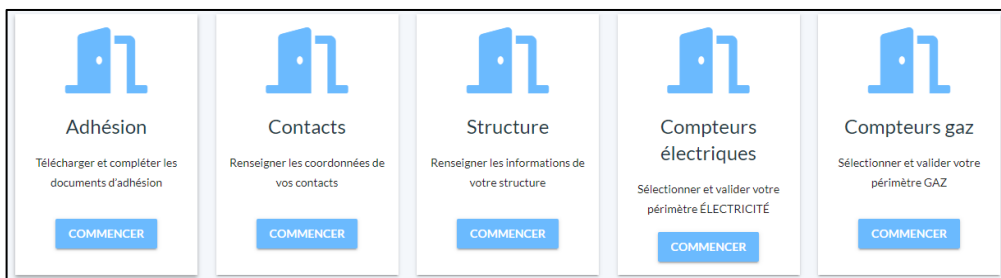 Adhésion
Télécharger et compléter les
documents d'adhésion
COMMENCER
Contacts
Renseigner les coordonnées de
vos contacts
COMMENCER
Structure
Renseigner les informations de
votre structure
COMMENCER
Compteurs
électriques
Sélectionner et valider votre
périmètre ÉLECTRICITÉ
COMMENCER
Compteurs gaz
Sélectionner et valider votre
périmètre GAZ
COMMENCER